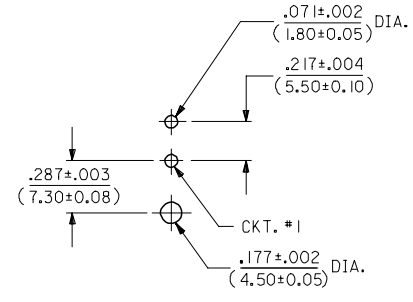 .071±.002 DIA.
(1.80±0.05)
.217±.004
(5.50±0.10)
.287±.003
(7.30±0.08)
CKT. #1
.177±.002 DIA.
(4.50±0.05)